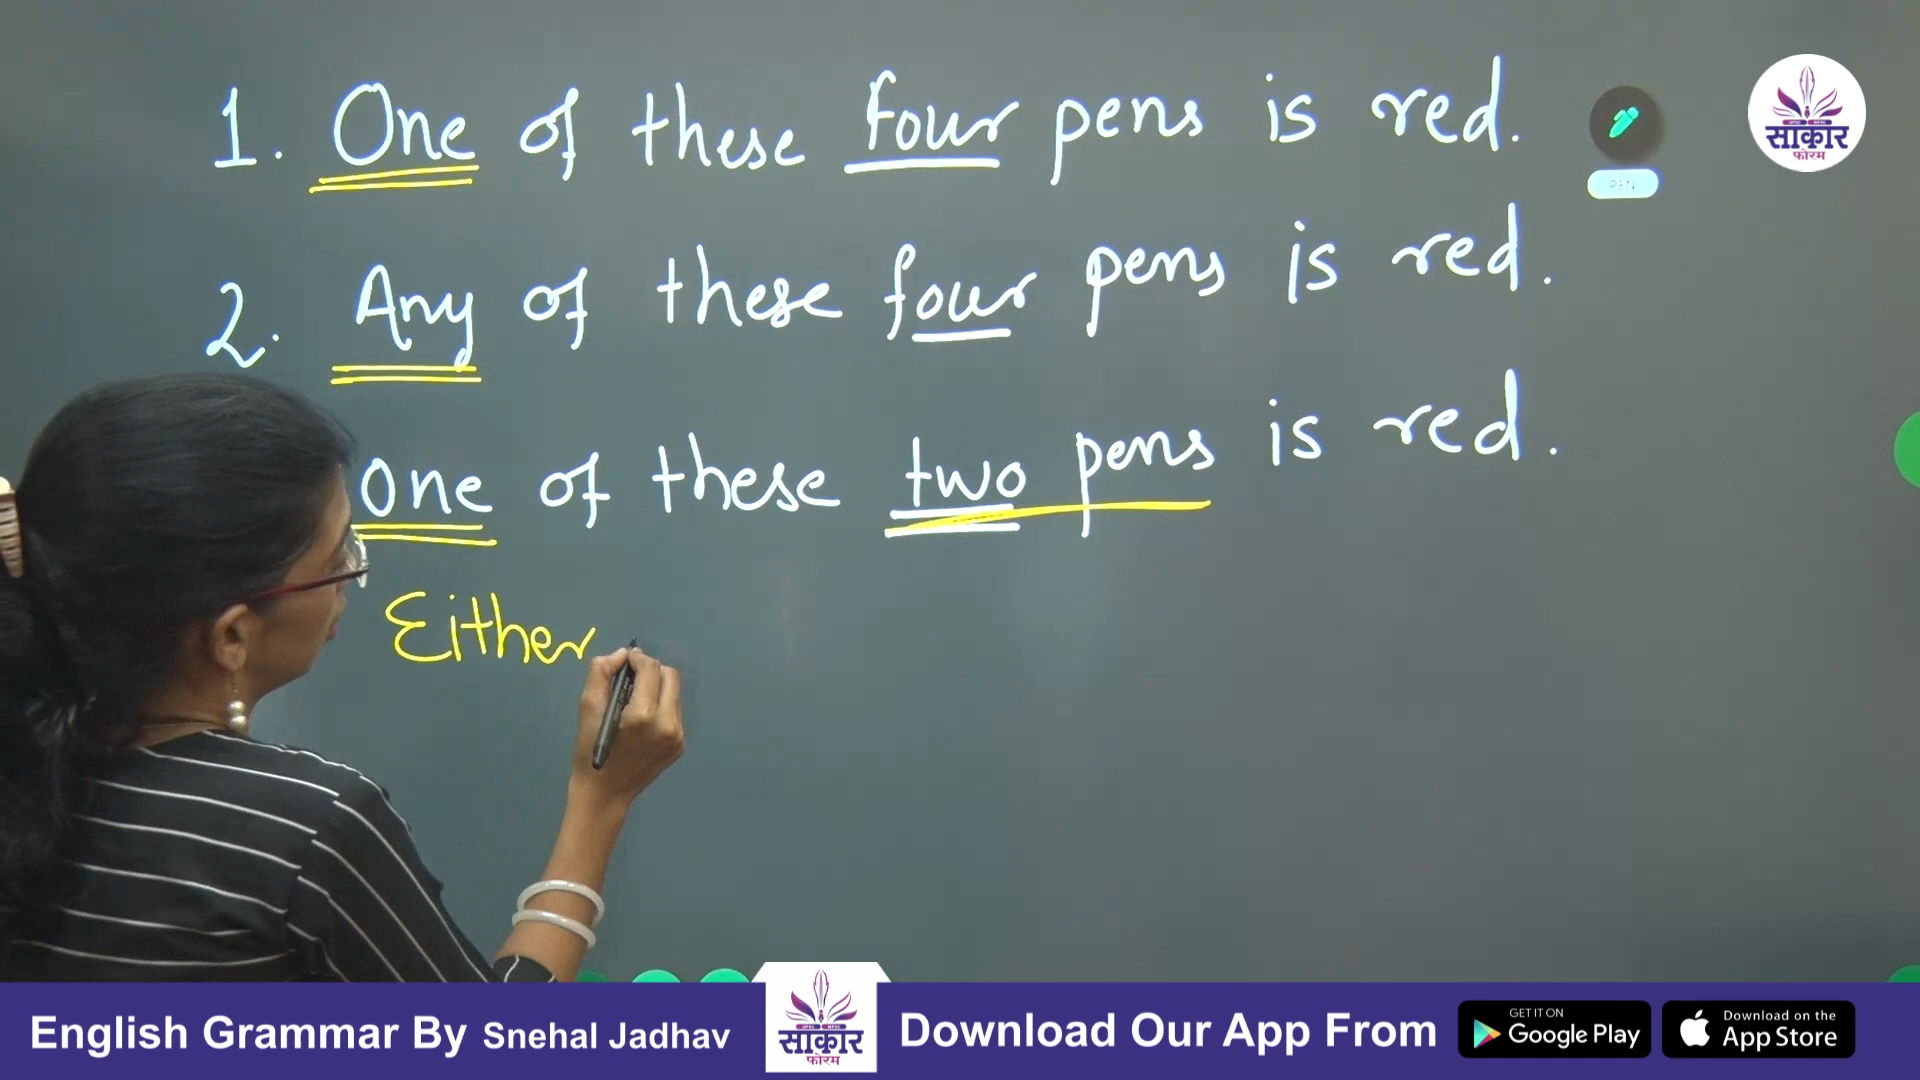 1. One of these four pens is red.
2. Any of these four pens is red.
one of these two pens is red.
Either
PEN
साकार
फोरम
English Grammar By Snehal Jadhav
साकार
फोरम
Download Our App From
GET IT ON
Google Play
Download on the
App Store